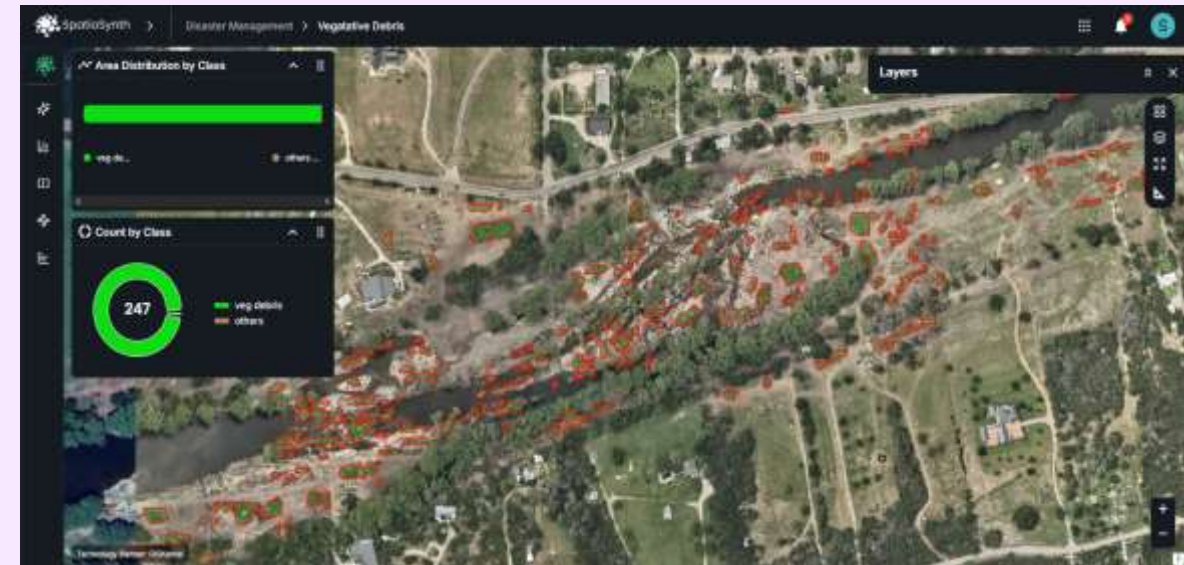 SpatioSynth > Disaster Management > Vegatative Debris
S
Area Distribution by Class
veg de...
others ...
Count by Class
247
veg debris
others
Layers